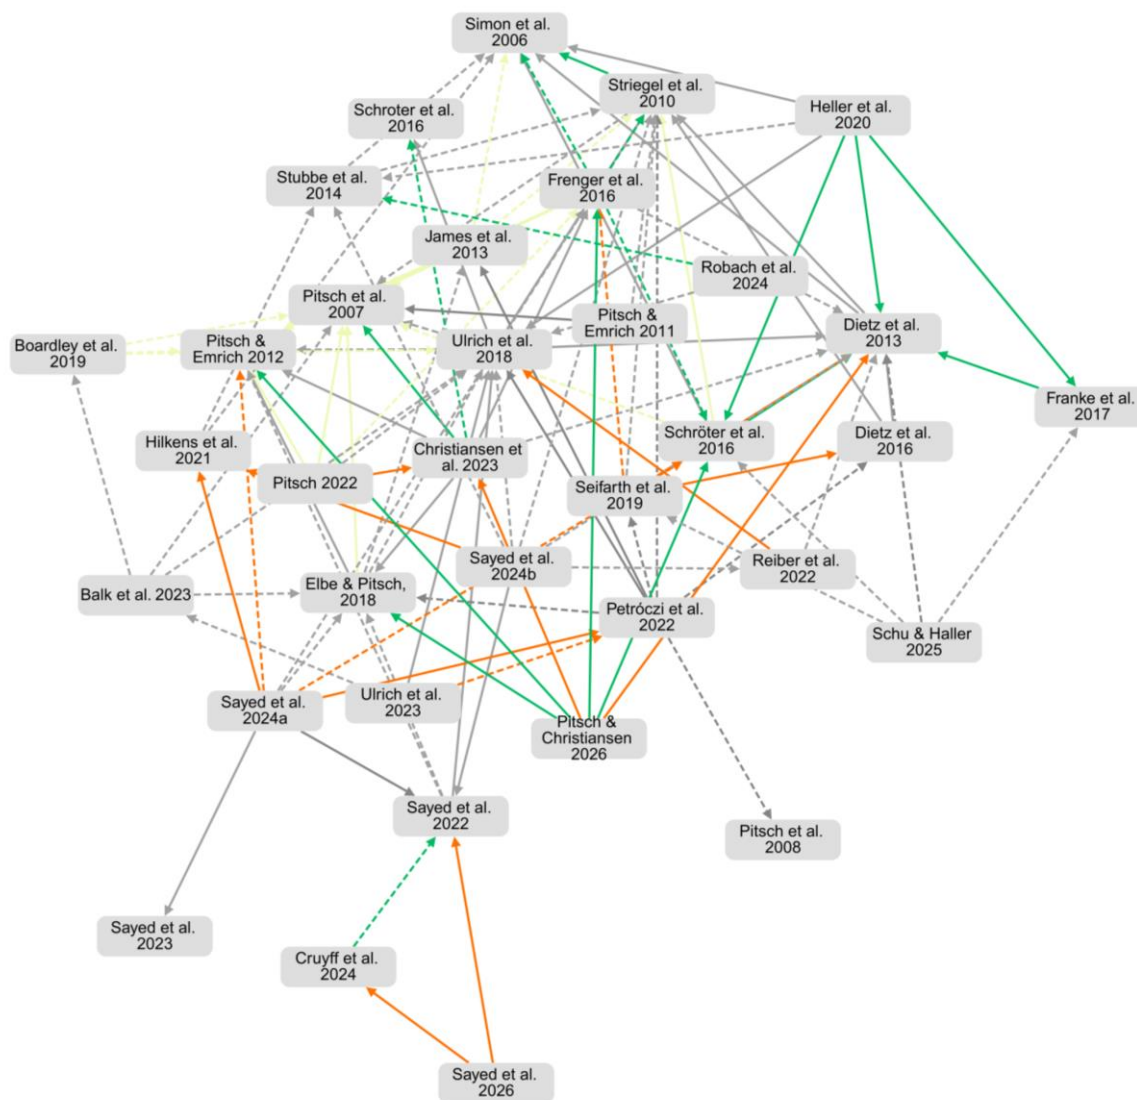 Simon et al.
2006
Striegel et al.
2010
Heller et al.
2020
Schroter et al.
2016
Stubbe et al.
2014
Frenger et al.
2016
James et al.
2013
Robach et al.
2024
Pitsch et al.
2007
Pitsch &
Emrich 2011
Dietz et al.
2013
Boardley et al.
2019
Pitsch &
Emrich 2012
Ulrich et al.
2018
Franke et al.
2017
Hilkens et al.
2021
Christiansen
et al. 2023
Schröter et al.
2016
Dietz et al.
2016
Pitsch 2022
Seifarth et al.
2019
Sayed et al.
2024b
Reiber et al.
2022
Balk et al. 2023
Elbe & Pitsch,
2018
Petróczi et al.
2022
Schu & Haller
2025
Sayed et al.
2024a
Ulrich et al.
2023
Pitsch &
Christiansen
2026
Sayed et al.
2022
Pitsch et al.
2008
Sayed et al.
2023
Cruyff et al.
2024
Sayed et al.
2026